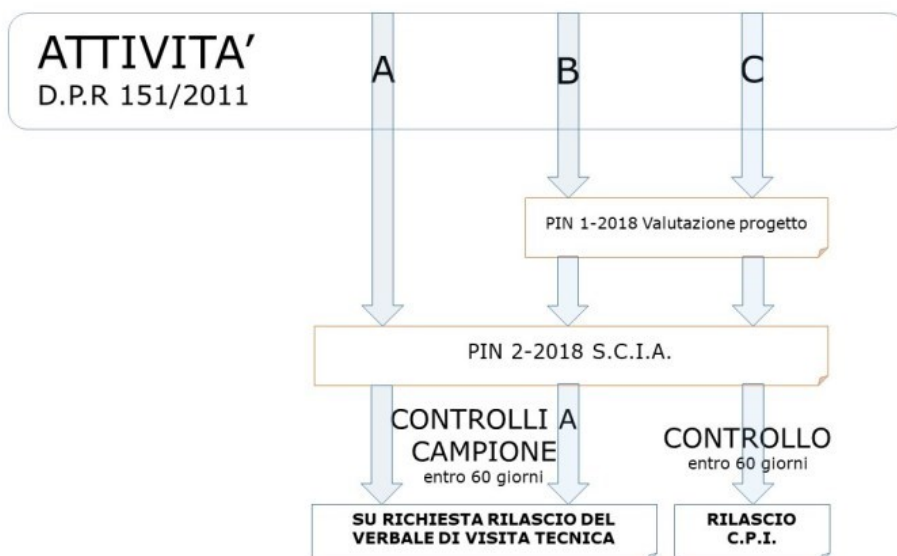 ATTIVITA’
D.P.R 151/2011
A
B
C
PIN 1-2018 Valutazione progetto
PIN 2-2018 S.C.I.A.
CONTROLLI A
CAMPIONE
entro 60 giorni
CONTROLLO
entro 60 giorni
SU RICHIESTA RILASCIO DEL
VERBALE DI VISITA TECNICA
RILASCIO
C.P.I.